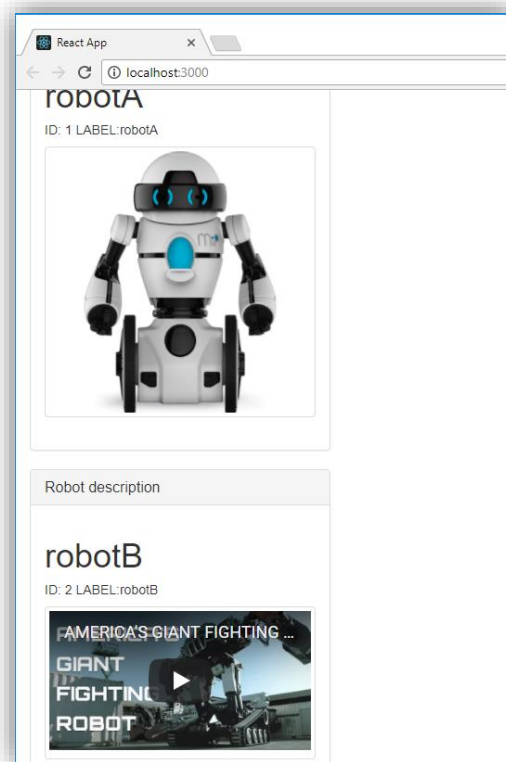 React App
localhost:3000
robotA
ID: 1 LABEL:robotA
Robot description
robotB
ID: 2 LABEL:robotB
AMERICA'S GIANT FIGHTING ...
AMERICA'S
GIANT
FIGHTING
ROBOT